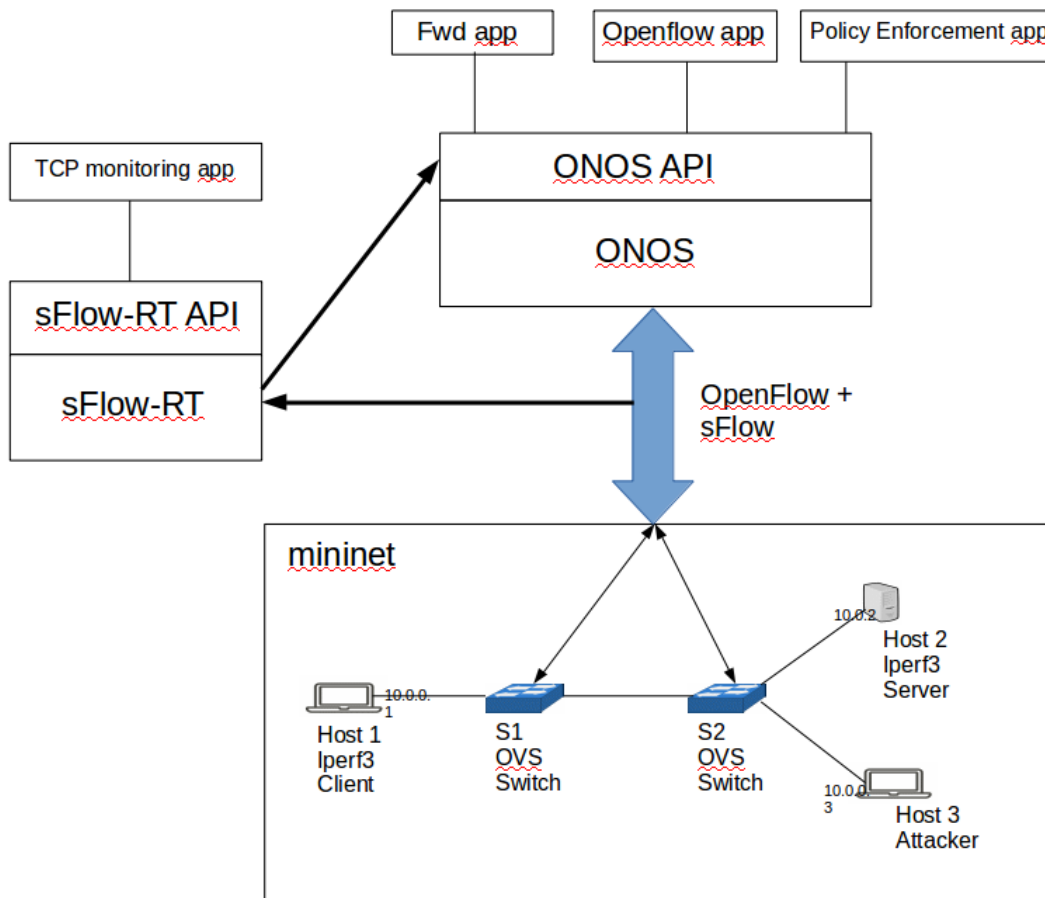 Fwd app
Openflow app
Policy Enforcement app
ONOS API
TCP monitoring app
ONOS
sFlow-RT API
sFlow-RT
OpenFlow +
sFlow
mininet
10.0.2
Host 2
Iperf3
Server
10.0.0.
1
Host 1
Iperf3
Client
S1
OVS
Switch
S2
OVS
Switch
10.0.0
3
Host 3
Attacker